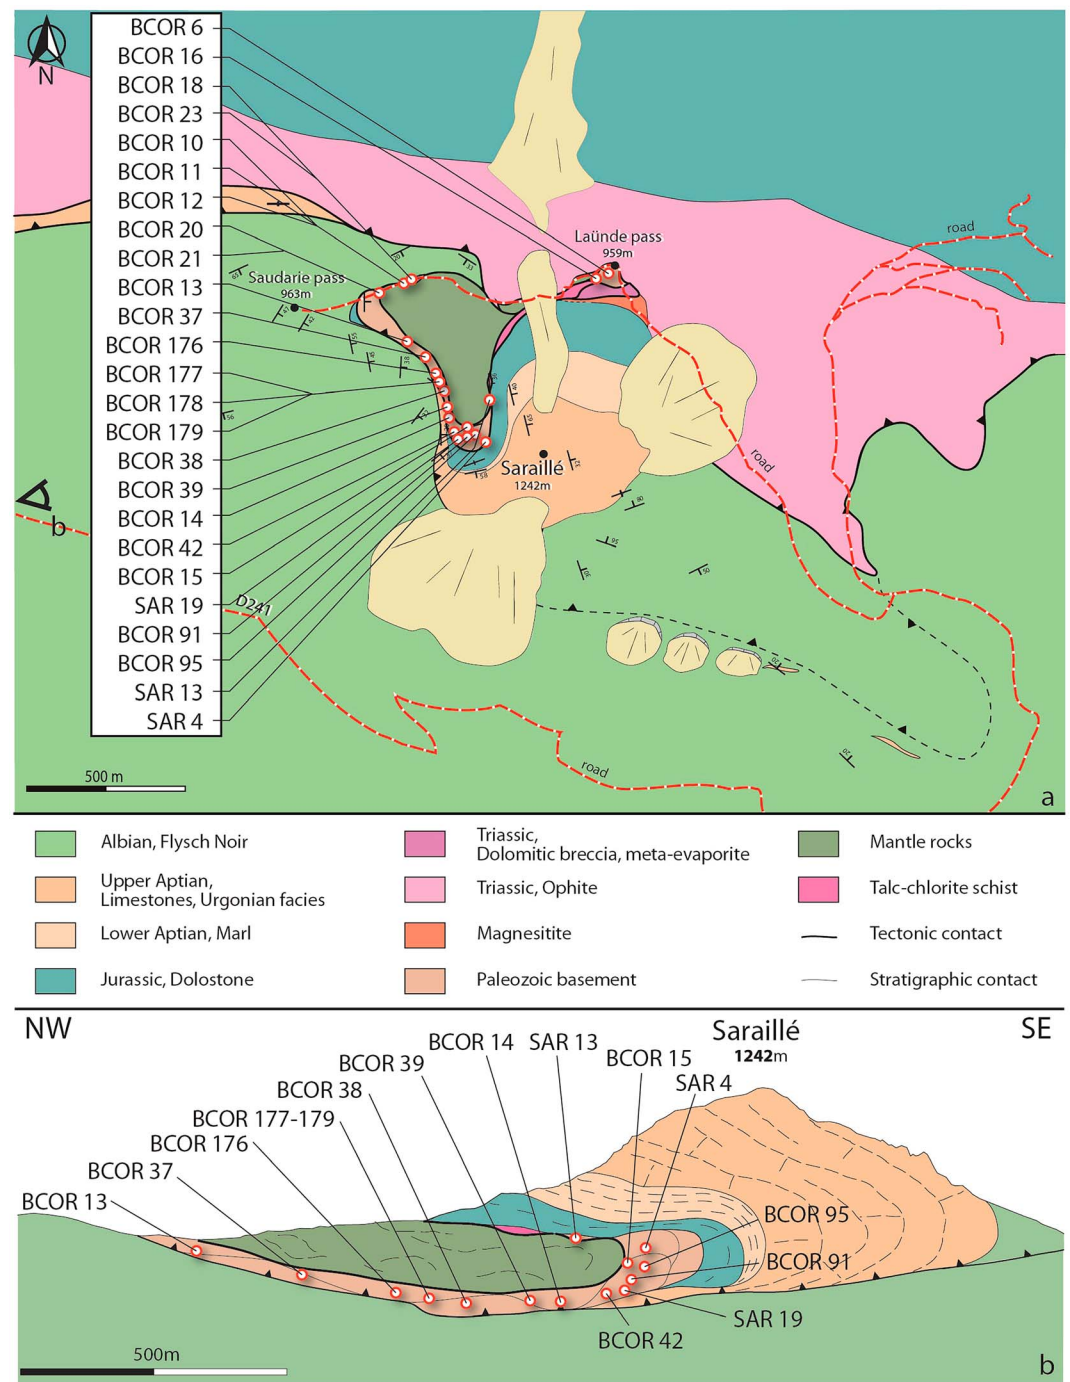 N
BCOR 6
BCOR 16
BCOR 18
BCOR 23
BCOR 10
BCOR 11
BCOR 12
BCOR 20
BCOR 21
BCOR 13
BCOR 37
BCOR 176
BCOR 177
BCOR 178
BCOR 179
BCOR 38
BCOR 39
BCOR 14
BCOR 42
BCOR 15
SAR 19
BCOR 91
BCOR 95
SAR 13
SAR 4
Saudarie pass
963m
Laünde pass
959m
road
road
Saraillé
1242m
b
D241
road
500 m
a
Albian, Flysch Noir
Upper Aptian,
Limestones, Urgonian facies
Lower Aptian, Marl
Jurassic, Dolostone
Triassic,
Dolomitic breccia, meta-evaporite
Triassic, Ophite
Magnesitite
Paleozoic basement
Mantle rocks
Talc-chlorite schist
Tectonic contact
Stratigraphic contact
NW
SE
Saraillé
1242m
BCOR 14
SAR 13
BCOR 15
SAR 4
BCOR 39
BCOR 38
BCOR 177-179
BCOR 176
BCOR 37
BCOR 13
BCOR 95
BCOR 91
SAR 19
BCOR 42
500m
b